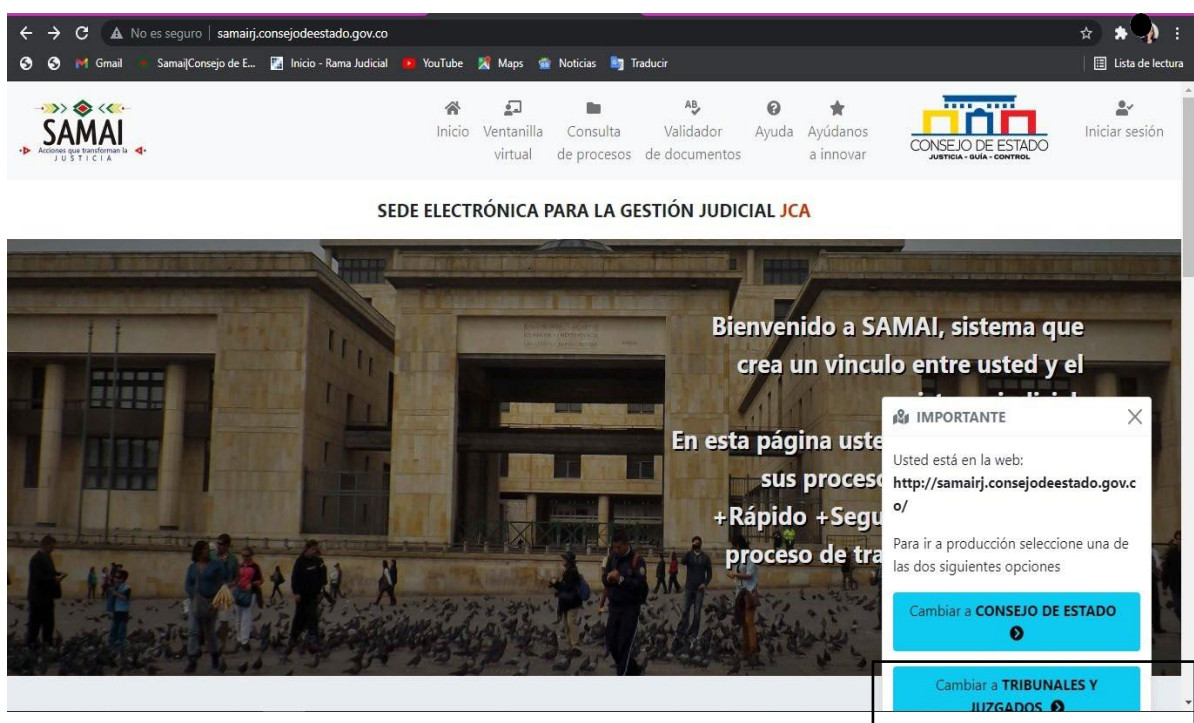 No es seguro | samairj.consejodeestado.gov.co
Gmail Samai|Consejo de E... Inicio - Rama Judicial YouTube Maps Noticias Traducir Lista de lectura
SAMAI
Acciones que transforman la
JUSTICIA
Inicio
Ventanilla
virtual
Consulta
de procesos
Validador
de documentos
Ayuda
Ayúdanos
a innovar
CONSEJO DE ESTADO
JUSTICIA - GUÍA - CONTROL
Iniciar sesión
SEDE ELECTRÓNICA PARA LA GESTIÓN JUDICIAL JCA
Bienvenido a SAMAI, sistema que
crea un vinculo entre usted y el
En esta página uste
sus proceso
+Rápido +Segu
proceso de tra
IMPORTANTE
Usted está en la web:
http://samairj.consejodeestado.gov.c
o/
Para ir a producción seleccione una de
las dos siguientes opciones
Cambiar a CONSEJO DE ESTADO
Cambiar a TRIBUNALES Y
JUZGADOS